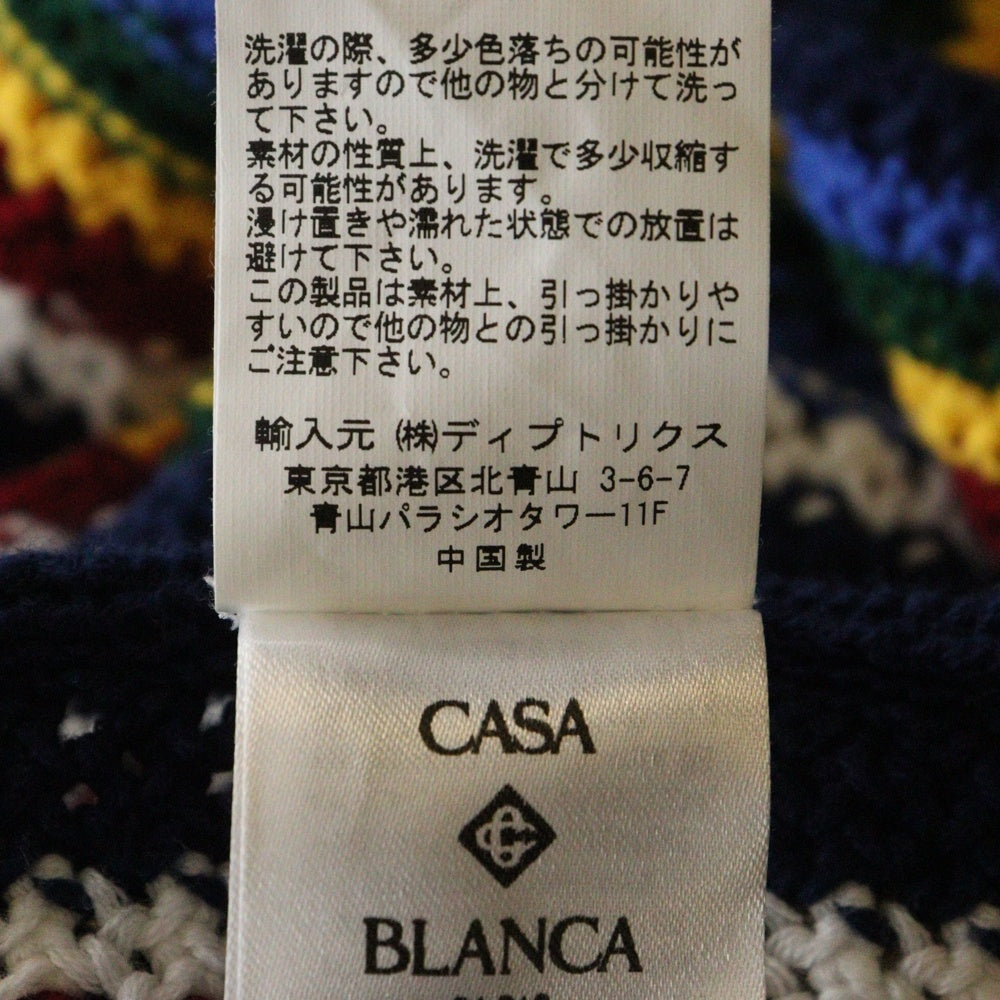 洗濯の際、多少色落ちの可能性が
ありますので他の物と分けて洗っ
て下さい。
素材の性質上、洗濯で多少収縮す
る可能性があります。
浸け置きや濡れた状態での放置は
避けて下さい。
この製品は素材上、引っ掛かりや
すいので他の物との引っ掛かりに
ご注意下さい。
輸入元 ㈱ディプトリクス
東京都港区北青山 3-6-7
青山パラシオタワー11F
中国製
CASA
BLANCA